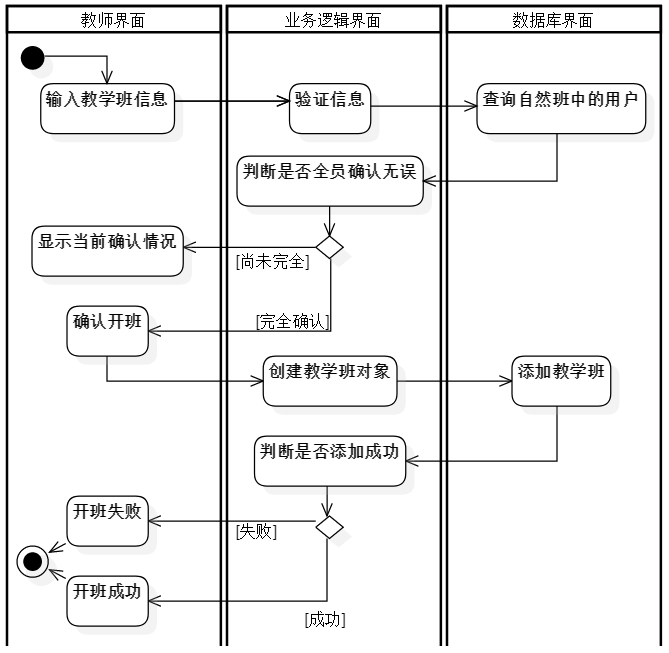 教师界面
业务逻辑界面
数据库界面
输入教学班信息
验证信息
查询自然班中的用户
判断是否全员确认无误
显示当前确认情况
[尚未完全]
确认开班
[完全确认]
创建教学班对象
添加教学班
判断是否添加成功
开班失败
[失败]
开班成功
[成功]